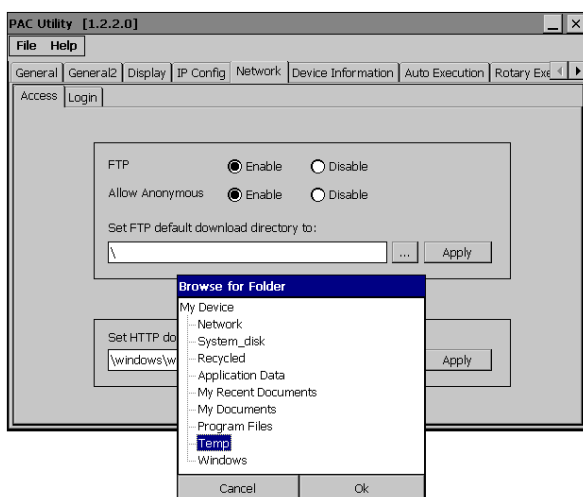 PAC Utility [1.2.2.0]
File Help
General General2 Display IP Config Network Device Information Auto Execution Rotary Exe
Access Login
FTP Enable Disable
Allow Anonymous Enable Disable
Set FTP default download directory to:
\ ... Apply
Browse for Folder
My Device
Network
System_disk
Recycled
Application Data
My Recent Documents
My Documents
Program Files
Temp
Windows
Cancel Ok
Set HTTP do
\windows\w Apply